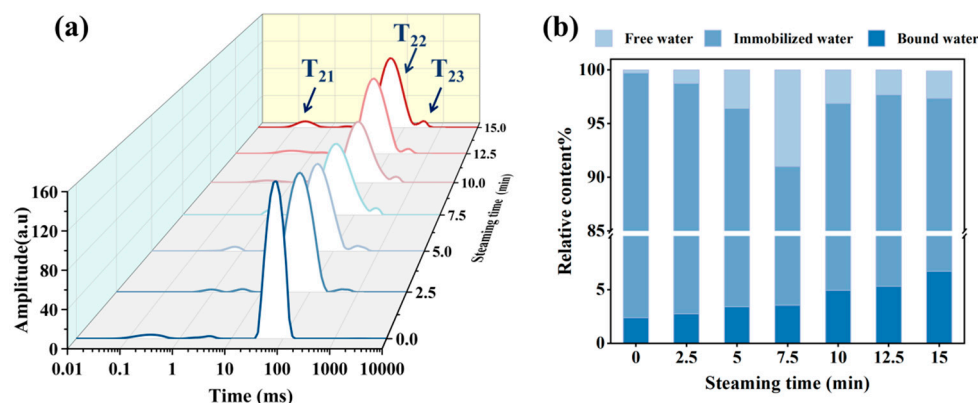 (a)
T21
T22
T23
Amplitude(a.u)
160
120
80
40
0
0.01
0.1
1
10
100
1000
10000
Time (ms)
0.0
2.5
5.0
7.5
10.0
12.5
15.0
Steaming time (min)
(b)
Free water
Immobilized water
Bound water
Relative content%
100
95
90
85
5
0
0
2.5
5
7.5
10
12.5
15
Steaming time (min)